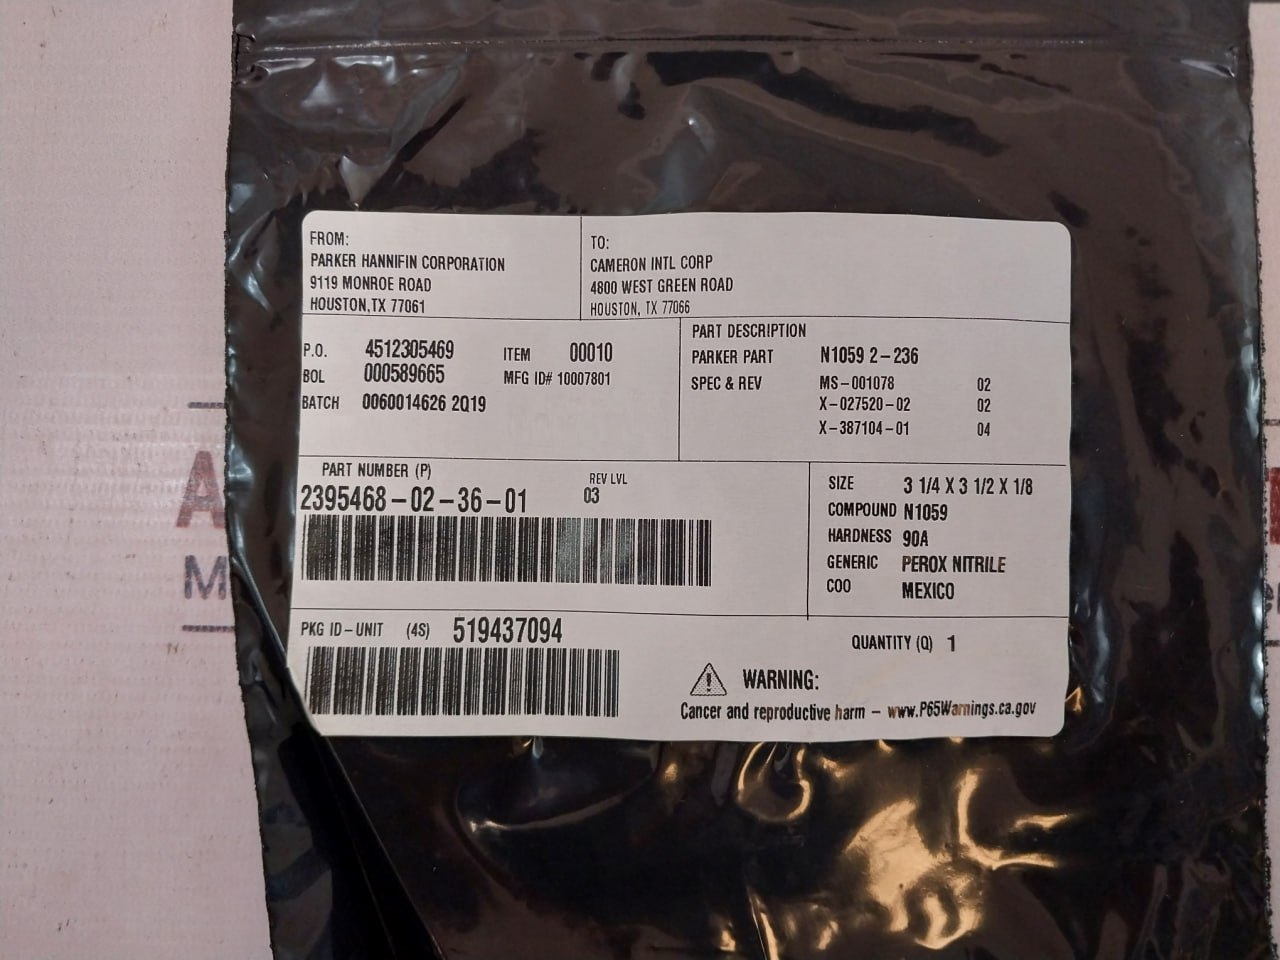 FROM:
PARKER HANNIFIN CORPORATION
9119 MONROE ROAD
HOUSTON,TX 77061
TO:
CAMERON INTL CORP
4800 WEST GREEN ROAD
HOUSTON, TX 77066
P.O. 4512305469 ITEM 00010
BOL 000589665 MFG ID# 10007801
BATCH 0060014626 2Q19
PART DESCRIPTION
PARKER PART N1059 2-236
SPEC & REV MS-001078 02
X-027520-02 02
X-387104-01 04
PART NUMBER (P) REV LVL
2395468-02-36-01 03
SIZE 3 1/4 X 3 1/2 X 1/8
COMPOUND N1059
HARDNESS 90A
GENERIC PEROX NITRILE
COO MEXICO
PKG ID-UNIT (4S) 519437094
QUANTITY (Q) 1
WARNING:
Cancer and reproductive harm - www.P65Warnings.ca.gov
A
M